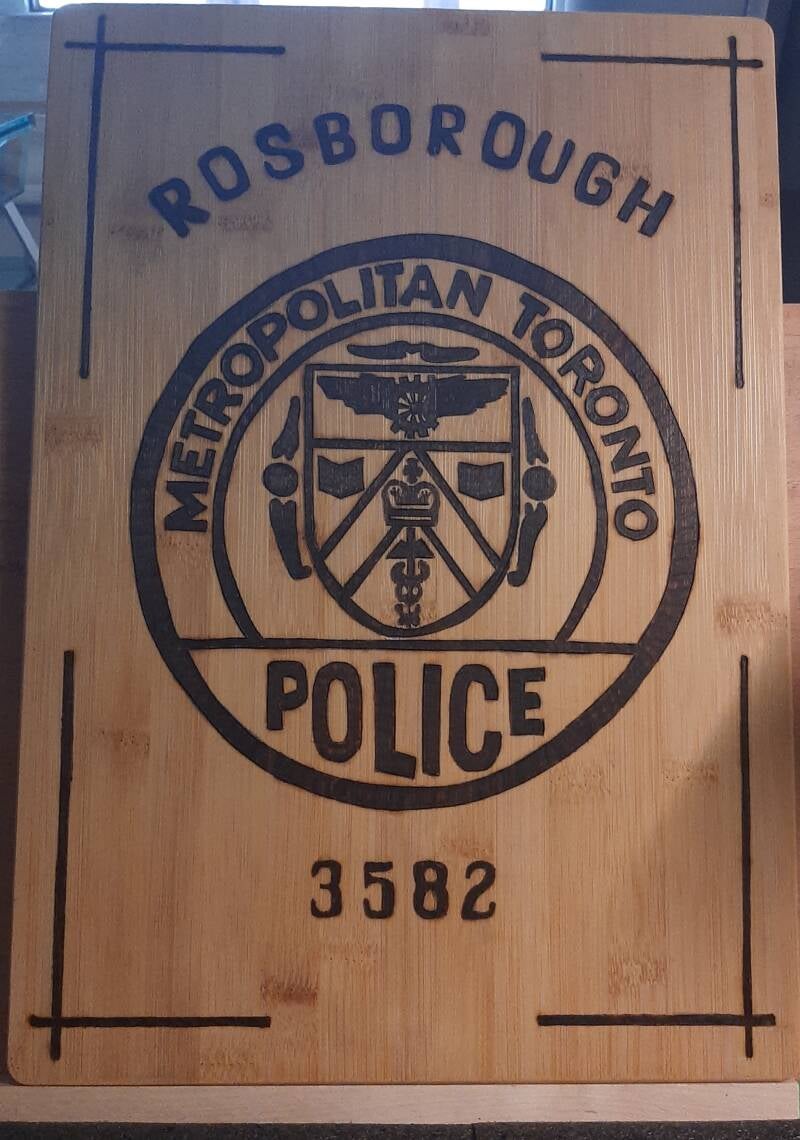 ROSBOROUGH
METROPOLITAN TORONTO
POLICE
3582